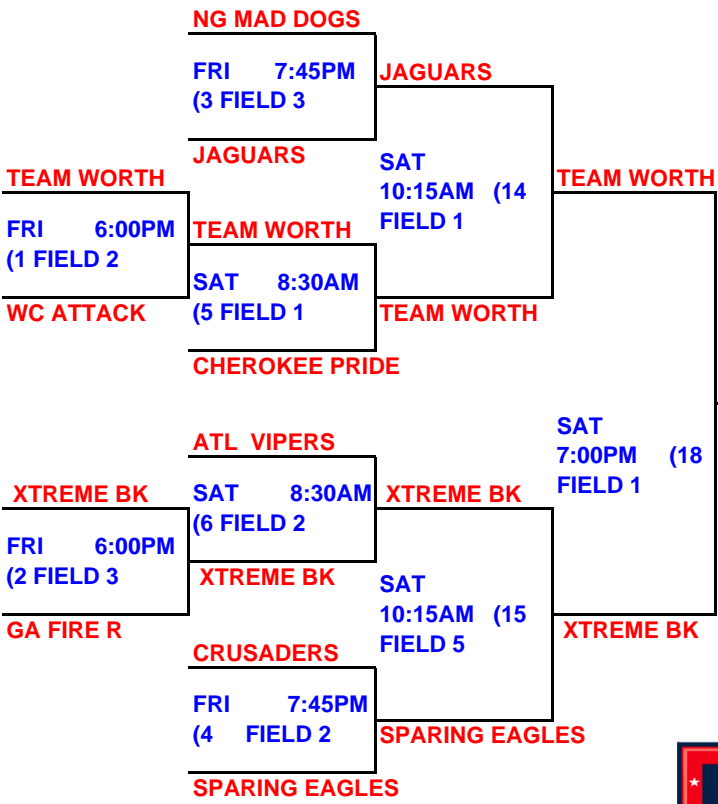 NG MAD DOGS
FRI 7:45PM
(3 FIELD 3
JAGUARS
JAGUARS
SAT
10:15AM (14
FIELD 1
TEAM WORTH
TEAM WORTH
FRI 6:00PM
(1 FIELD 2
WC ATTACK
TEAM WORTH
SAT 8:30AM
(5 FIELD 1
CHEROKEE PRIDE
TEAM WORTH
SAT
7:00PM (18
FIELD 1
ATL VIPERS
SAT 8:30AM
(6 FIELD 2
XTREME BK
XTREME BK
FRI 6:00PM
(2 FIELD 3
GA FIRE R
XTREME BK
SAT
10:15AM (15
FIELD 5
XTREME BK
CRUSADERS
FRI 7:45PM
(4 FIELD 2
SPARING EAGLES
SPARING EAGLES